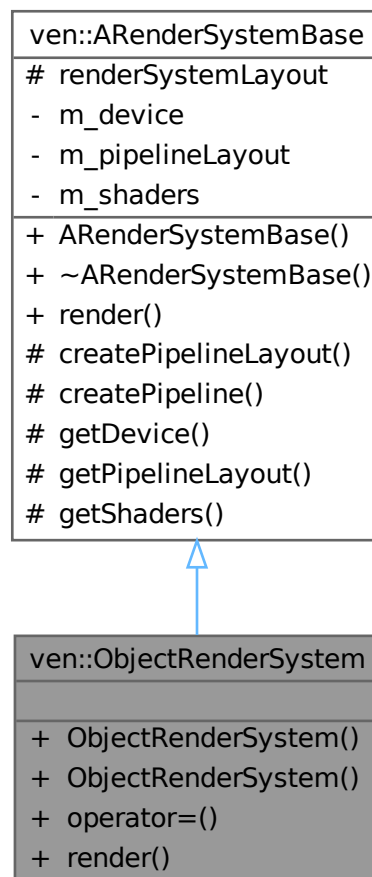 ven::ARenderSystemBase
# renderSystemLayout
- m_device
- m_pipelineLayout
- m_shaders
+ ARenderSystemBase()
+ ~ARenderSystemBase()
+ render()
# createPipelineLayout()
# createPipeline()
# getDevice()
# getPipelineLayout()
# getShaders()
ven::ObjectRenderSystem
+ ObjectRenderSystem()
+ ObjectRenderSystem()
+ operator=()
+ render()